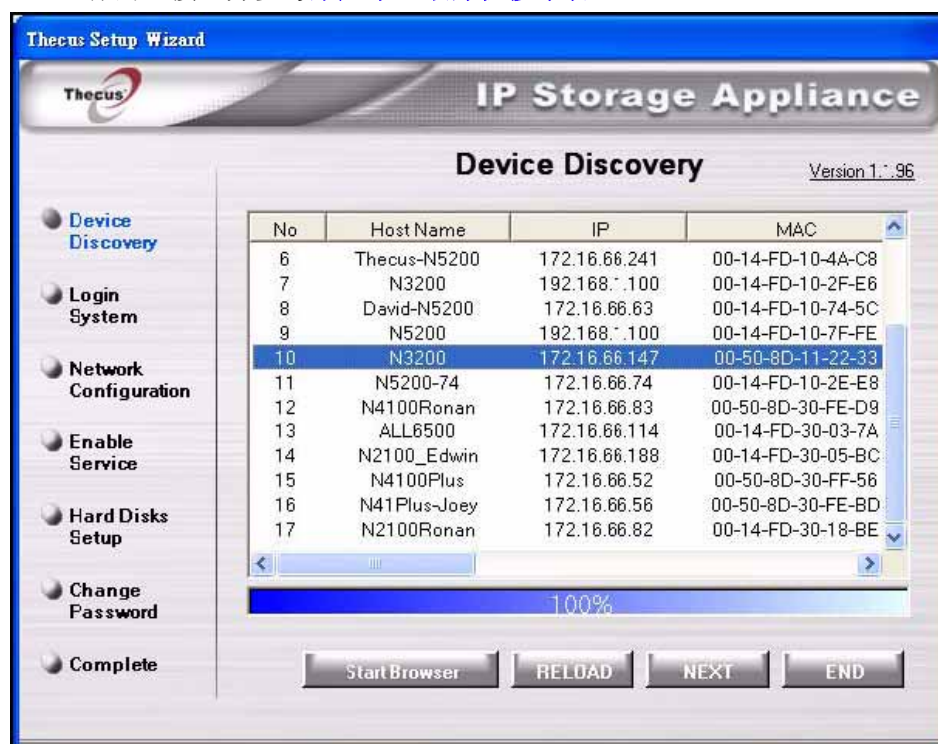 Thecus Setup Wizard
Thecus
IP Storage Appliance
Device Discovery
Device
Discovery
Login
System
Network
Configuration
Enable
Service
Hard Disks
Setup
Change
Password
Complete
No Host Name IP MAC
6 Thecus-N5200 172.16.66.241 00-14-FD-10-4A-C8
7 N3200 00-14-FD-10-2F-E6
8 David-N5200 172.16.66.63 00-14-FD-10-74-5C
9 N5200 00-14-FD-10-7F-FE
10 N3200 172.16.66.147 00-50-8D-11-22-33
11 N5200-74 172.16.66.74 00-14-FD-10-2E-E8
12 N4100Ronan 172.16.66.83 00-50-8D-30-FE-D9
13 ALL6500 172.16.66.114 00-14-FD-30-03-7A
14 N2100_Edwin 172.16.66.188 00-14-FD-30-05-BC
15 N4100Plus 172.16.66.52 00-50-8D-30-FF-56
16 N41Plus-Joey 172.16.66.56 00-50-8D-30-FE-BD
17 N2100Ronan 172.16.66.82 00-14-FD-30-18-BE
100%
Start Browser RELOAD NEXT END